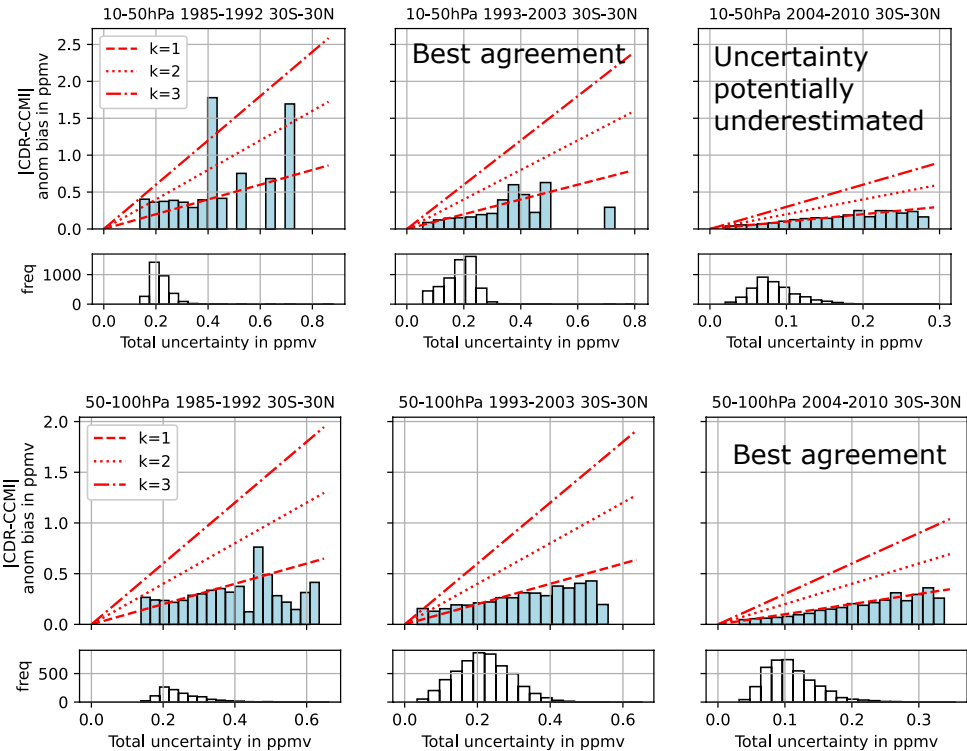 10-50hPa 1985-1992 30S-30N
10-50hPa 1993-2003 30S-30N
10-50hPa 2004-2010 30S-30N
|CDR-CCMI|
anom bias in ppmv
2.5
2.0
1.5
1.0
0.5
0.0
k=1
k=2
k=3
Best agreement
Uncertainty
potentially
underestimated
freq
1000
0
0.0 0.2 0.4 0.6 0.8
0.0 0.2 0.4 0.6 0.8
0.0 0.1 0.2 0.3
Total uncertainty in ppmv
Total uncertainty in ppmv
Total uncertainty in ppmv
50-100hPa 1985-1992 30S-30N
50-100hPa 1993-2003 30S-30N
50-100hPa 2004-2010 30S-30N
|CDR-CCMI|
anom bias in ppmv
2.0
1.5
1.0
0.5
0.0
k=1
k=2
k=3
Best agreement
freq
500
0
0.0 0.2 0.4 0.6
0.0 0.2 0.4 0.6
0.0 0.1 0.2 0.3
Total uncertainty in ppmv
Total uncertainty in ppmv
Total uncertainty in ppmv